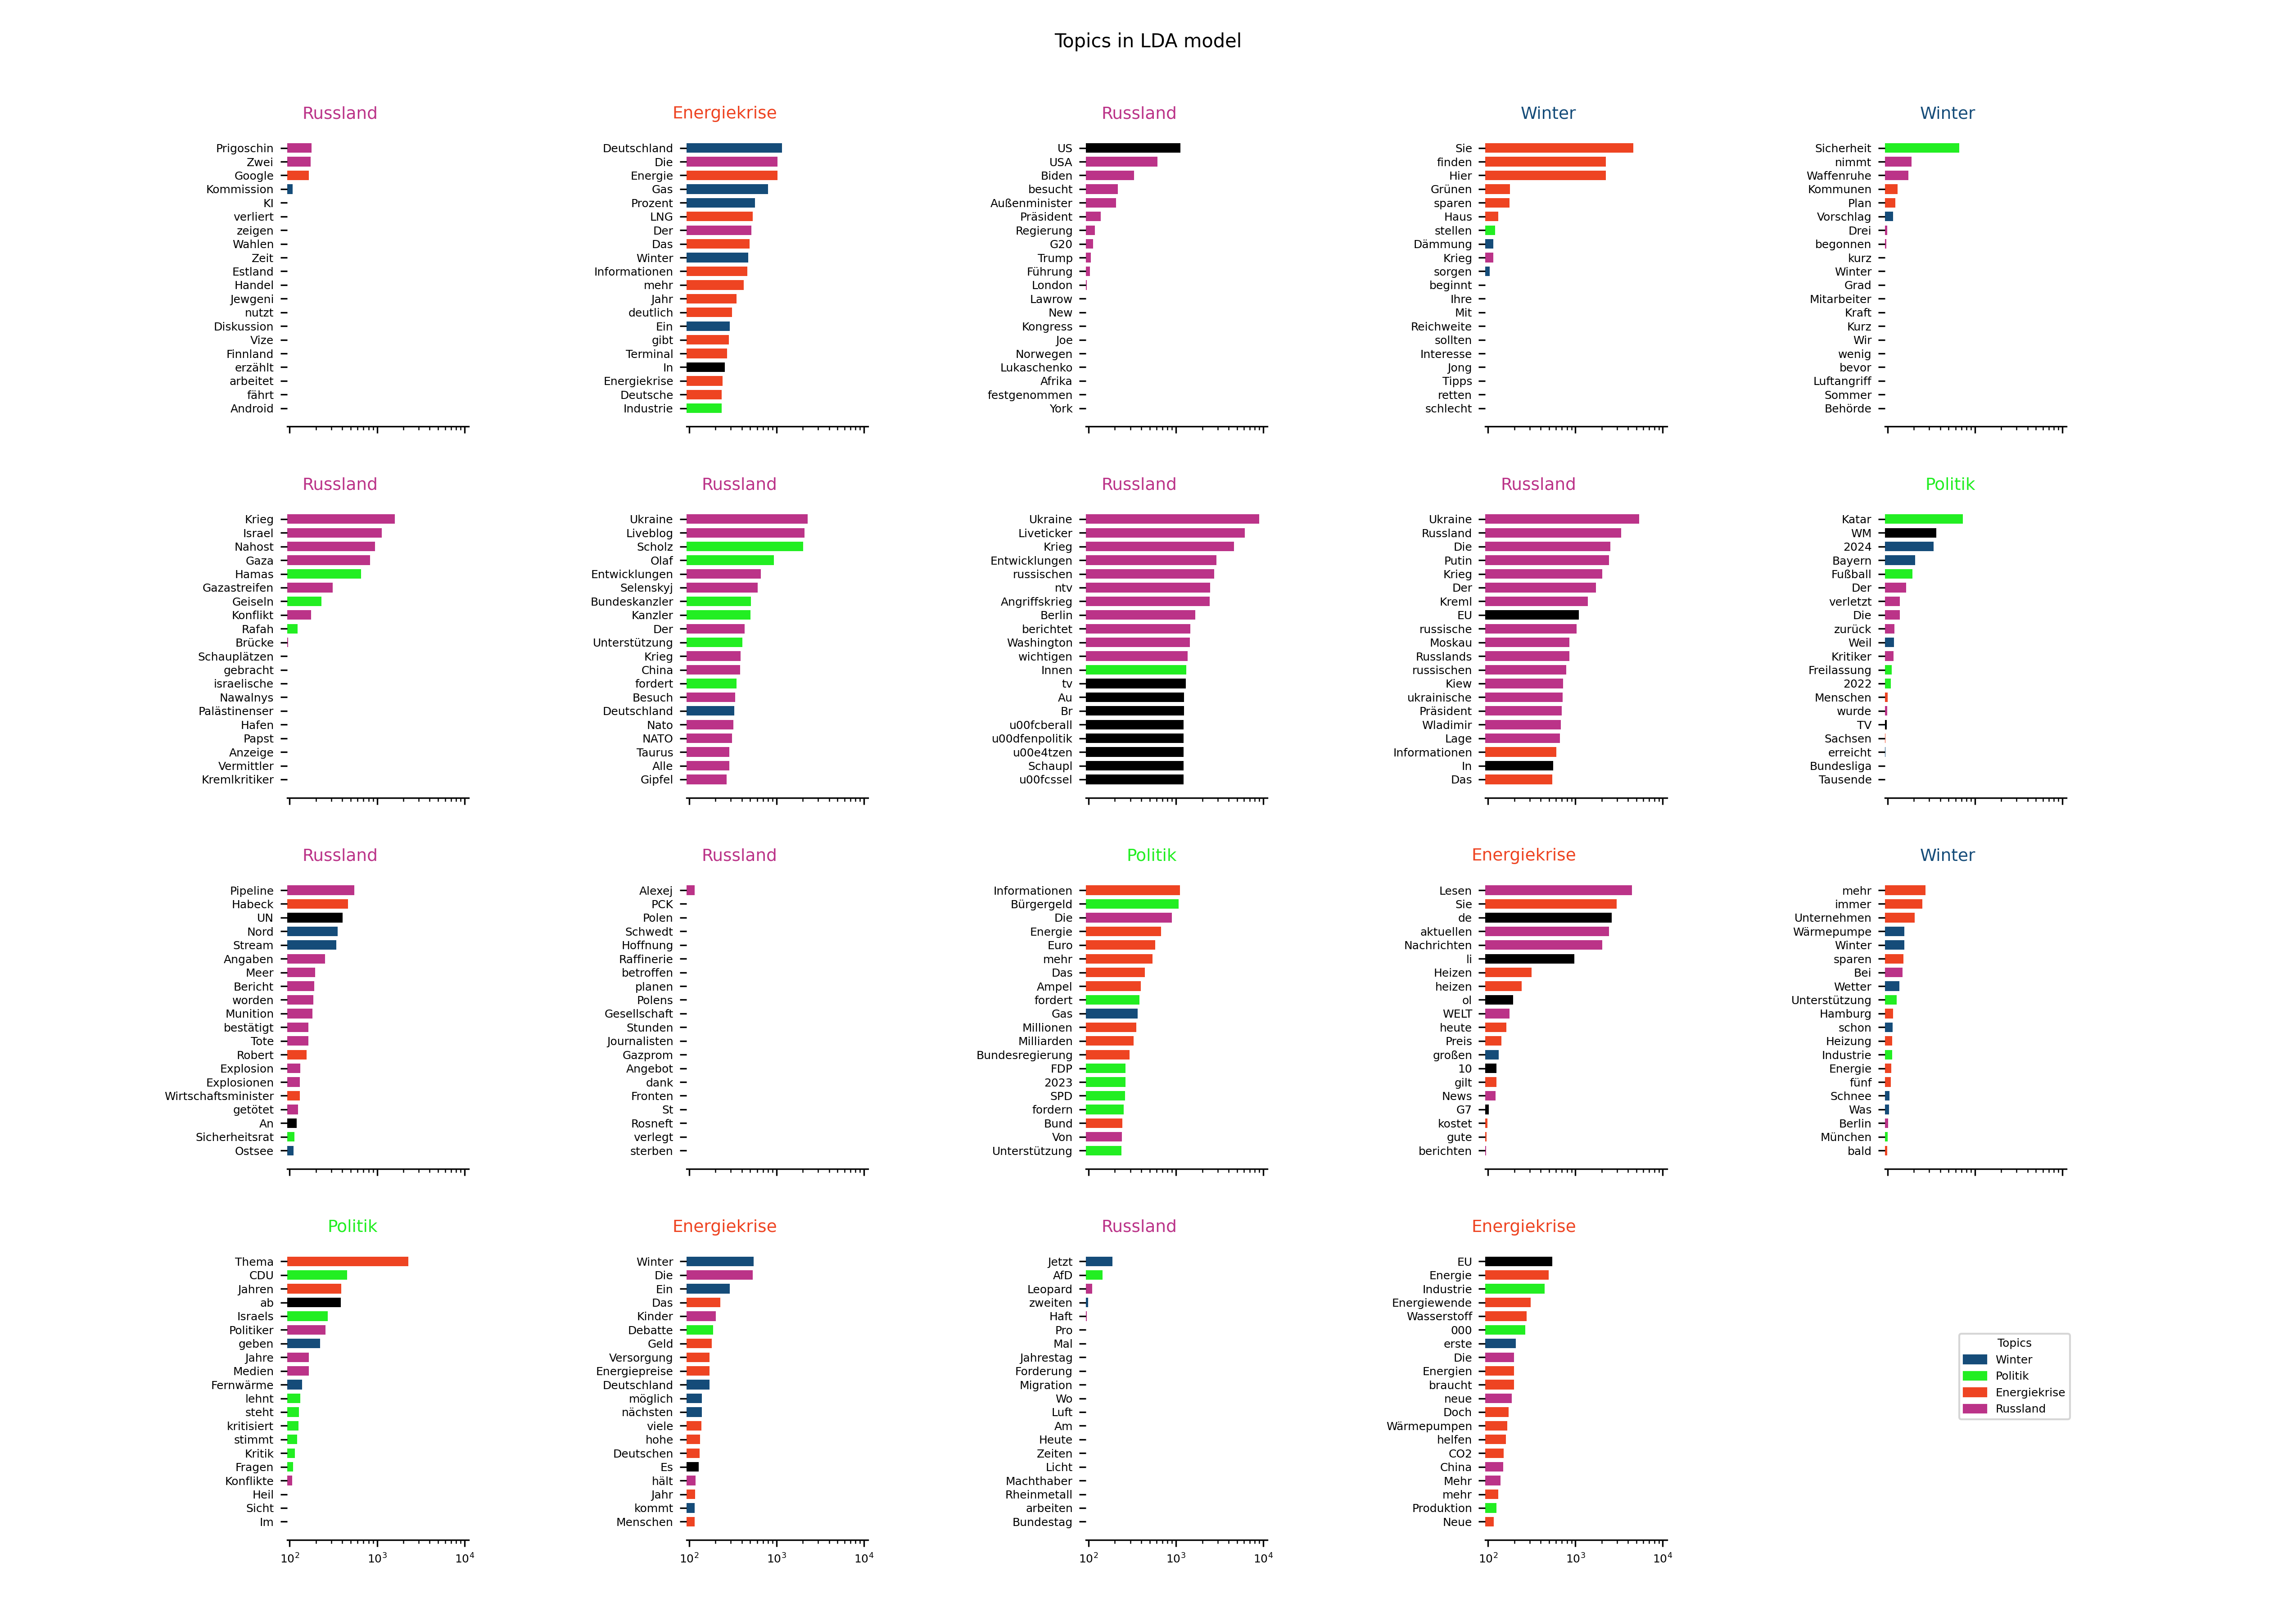 Topics in LDA model
Russland
Prigoschin
Zwei
Google
Kommission
KI
verliert
zeigen
Wahlen
Zeit
Estland
Handel
Jewgeni
nutzt
Diskussion
Vize
Finnland
erzählt
arbeitet
fährt
Android
Energiekrise
Deutschland
Die
Energie
Gas
Prozent
LNG
Der
Das
Winter
Informationen
mehr
Jahr
deutlich
Ein
gibt
Terminal
In
Energiekrise
Deutsche
Industrie
Russland
US
USA
Biden
besucht
Außenminister
Präsident
Regierung
G20
Trump
Führung
London
Lawrow
New
Kongress
Joe
Norwegen
Lukaschenko
Afrika
festgenommen
York
Winter
Sie
finden
Hier
Grünen
sparen
Haus
stellen
Dämmung
Krieg
sorgen
beginnt
Ihre
Mit
Reichweite
sollten
Interesse
Jong
Tipps
retten
schlecht
Winter
Sicherheit
nimmt
Waffenruhe
Kommunen
Plan
Vorschlag
Drei
begonnen
kurz
Winter
Grad
Mitarbeiter
Kraft
Kurz
Wir
wenig
bevor
Luftangriff
Sommer
Behörde
Russland
Krieg
Israel
Nahost
Gaza
Hamas
Gazastreifen
Geiseln
Konflikt
Rafah
Brücke
Schauplätzen
gebracht
israelische
Nawalnys
Palästinenser
Hafen
Papst
Anzeige
Vermittler
Kremlkritiker
Russland
Ukraine
Liveblog
Scholz
Olaf
Entwicklungen
Selenskyj
Bundeskanzler
Kanzler
Der
Unterstützung
Krieg
China
fordert
Besuch
Deutschland
Nato
NATO
Taurus
Alle
Gipfel
Russland
Ukraine
Liveticker
Krieg
Entwicklungen
russischen
ntv
Angriffskrieg
Berlin
berichtet
Washington
wichtigen
Innen
tv
Au
Br
u00fcberall
u00dfenpolitik
u00e4tzen
Schaupl
u00fcssel
Russland
Ukraine
Russland
Die
Putin
Krieg
Der
Kreml
EU
russische
Moskau
Russlands
russischen
Kiew
ukrainische
Präsident
Wladimir
Lage
Informationen
In
Das
Politik
Katar
WM
2024
Bayern
Fußball
Der
verletzt
Die
zurück
Weil
Kritiker
Freilassung
2022
Menschen
wurde
TV
Sachsen
erreicht
Bundesliga
Tausende
Russland
Pipeline
Habeck
UN
Nord
Stream
Angaben
Meer
Bericht
worden
Munition
bestätigt
Tote
Robert
Explosion
Explosionen
Wirtschaftsminister
getötet
An
Sicherheitsrat
Ostsee
Russland
Alexej
PCK
Polen
Schwedt
Hoffnung
Raffinerie
betroffen
planen
Polens
Gesellschaft
Stunden
Journalisten
Gazprom
Angebot
dank
Fronten
St
Rosneft
verlegt
sterben
Politik
Informationen
Bürgergeld
Die
Energie
Euro
mehr
Das
Ampel
fordert
Gas
Millionen
Milliarden
Bundesregierung
FDP
2023
SPD
fordern
Bund
Von
Unterstützung
Energiekrise
Lesen
Sie
de
aktuellen
Nachrichten
li
Heizen
heizen
ol
WELT
heute
Preis
großen
10
gilt
News
G7
kostet
gute
berichten
Winter
mehr
immer
Unternehmen
Wärmepumpe
Winter
sparen
Bei
Wetter
Unterstützung
Hamburg
schon
Heizung
Industrie
Energie
fünf
Schnee
Was
Berlin
München
bald
Politik
Thema
CDU
Jahren
ab
Israels
Politiker
geben
Jahre
Medien
Fernwärme
lehnt
steht
kritisiert
stimmt
Kritik
Fragen
Konflikte
Heil
Sicht
Im
10² 10³ 10⁴
Energiekrise
Winter
Die
Ein
Das
Kinder
Debatte
Geld
Versorgung
Energiepreise
Deutschland
möglich
nächsten
viele
hohe
Deutschen
Es
hält
Jahr
kommt
Menschen
10² 10³ 10⁴
Russland
Jetzt
AfD
Leopard
zweiten
Haft
Pro
Mal
Jahrestag
Forderung
Migration
Wo
Luft
Am
Heute
Zeiten
Licht
Machthaber
Rheinmetall
arbeiten
Bundestag
10² 10³ 10⁴
Energiekrise
EU
Energie
Industrie
Energiewende
Wasserstoff
000
erste
Die
Energien
braucht
neue
Doch
Wärmepumpen
helfen
CO2
China
Mehr
mehr
Produktion
Neue
10² 10³ 10⁴
Topics
Winter
Politik
Energiekrise
Russland